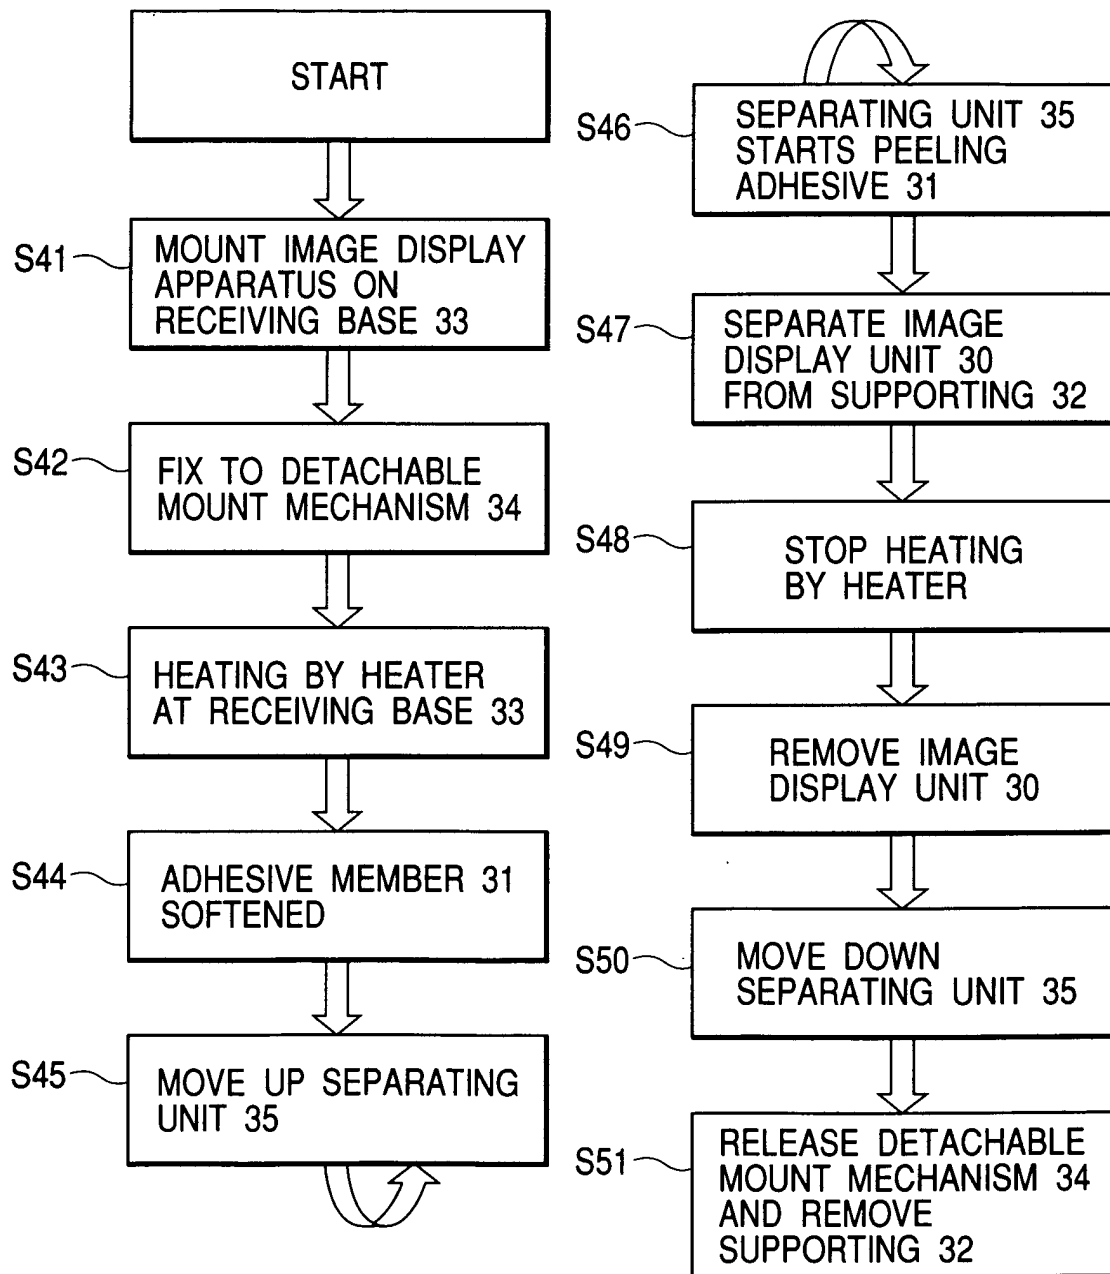 START
S41
MOUNT IMAGE DISPLAY
APPARATUS ON
RECEIVING BASE 33
S42
FIX TO DETACHABLE
MOUNT MECHANISM 34
S43
HEATING BY HEATER
AT RECEIVING BASE 33
S44
ADHESIVE MEMBER 31
SOFTENED
S45
MOVE UP SEPARATING
UNIT 35
S46
SEPARATING UNIT 35
STARTS PEELING
ADHESIVE 31
S47
SEPARATE IMAGE
DISPLAY UNIT 30
FROM SUPPORTING 32
S48
STOP HEATING
BY HEATER
S49
REMOVE IMAGE
DISPLAY UNIT 30
S50
MOVE DOWN
SEPARATING UNIT 35
S51
RELEASE DETACHABLE
MOUNT MECHANISM 34
AND REMOVE
SUPPORTING 32